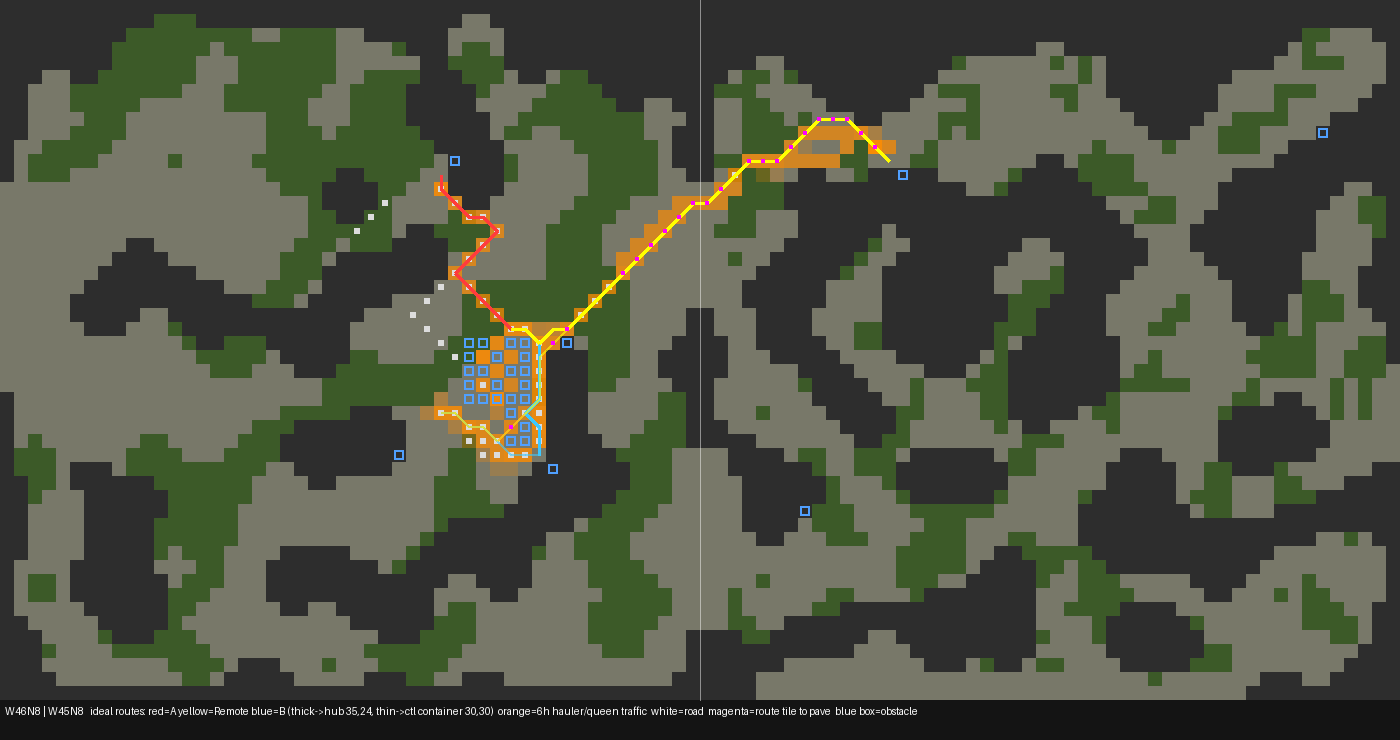 W46N8 | W45N8   ideal routes: red=A yellow=Remote blue=B (thick->hub 35,24, thin->ctl container 30,30)  orange=6h hauler/queen traffic  white=road  magenta=route tile to pave  blue box=obstacle